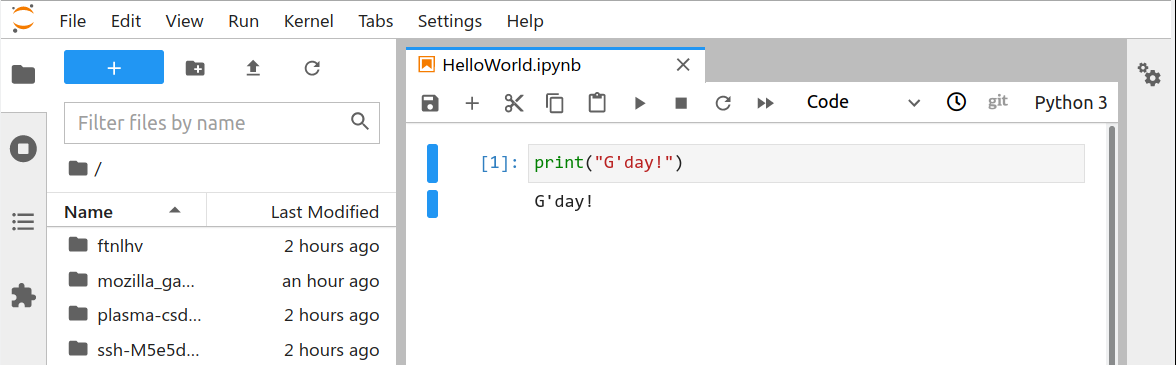 File Edit View Run Kernel Tabs Settings Help
+
Filter files by name
/
Name Last Modified
ftnlhv 2 hours ago
mozilla_ga... an hour ago
plasma-csd... 2 hours ago
ssh-M5e5d... 2 hours ago
HelloWorld.ipynb
Code git Python 3
[1]: print("G'day!")
G'day!